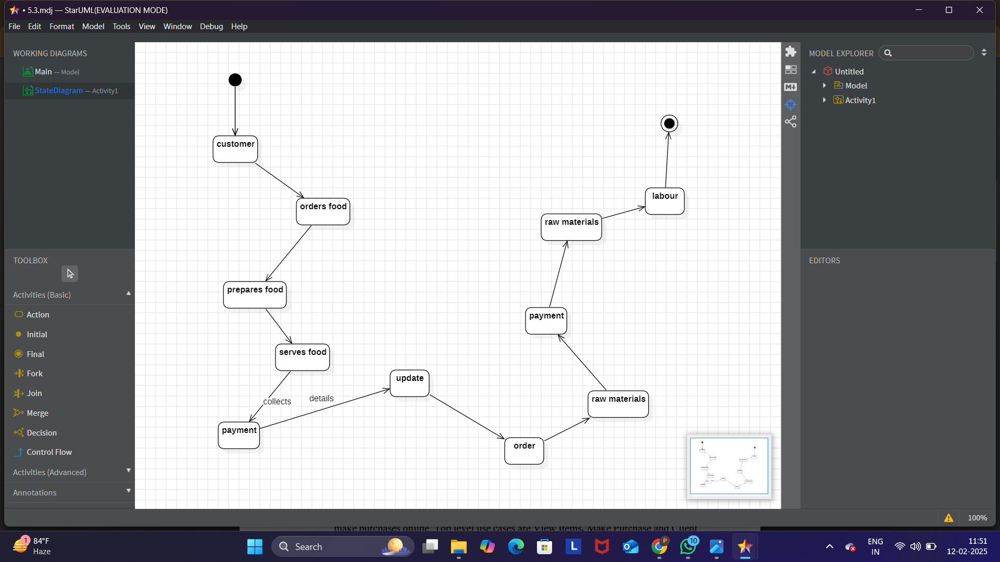 • 5.3.mdj — StarUML(EVALUATION MODE)
File Edit Format Model Tools View Window Debug Help
WORKING DIAGRAMS
Main — Model
StateDiagram — Activity1
TOOLBOX
Activities (Basic)
Action
Initial
Final
Fork
Join
Merge
Decision
Control Flow
Activities (Advanced)
Annotations
customer
orders food
prepares food
serves food
collects
details
payment
update
order
raw materials
payment
raw materials
labour
M
MODEL EXPLORER
Untitled
Model
Activity1
EDITORS
100%
make purchases online. Top level use cases are View Items, Make Purchase and Client
1
84°F
Haze
Search
L
P
10
ENG
IN
11:51
12-02-2025